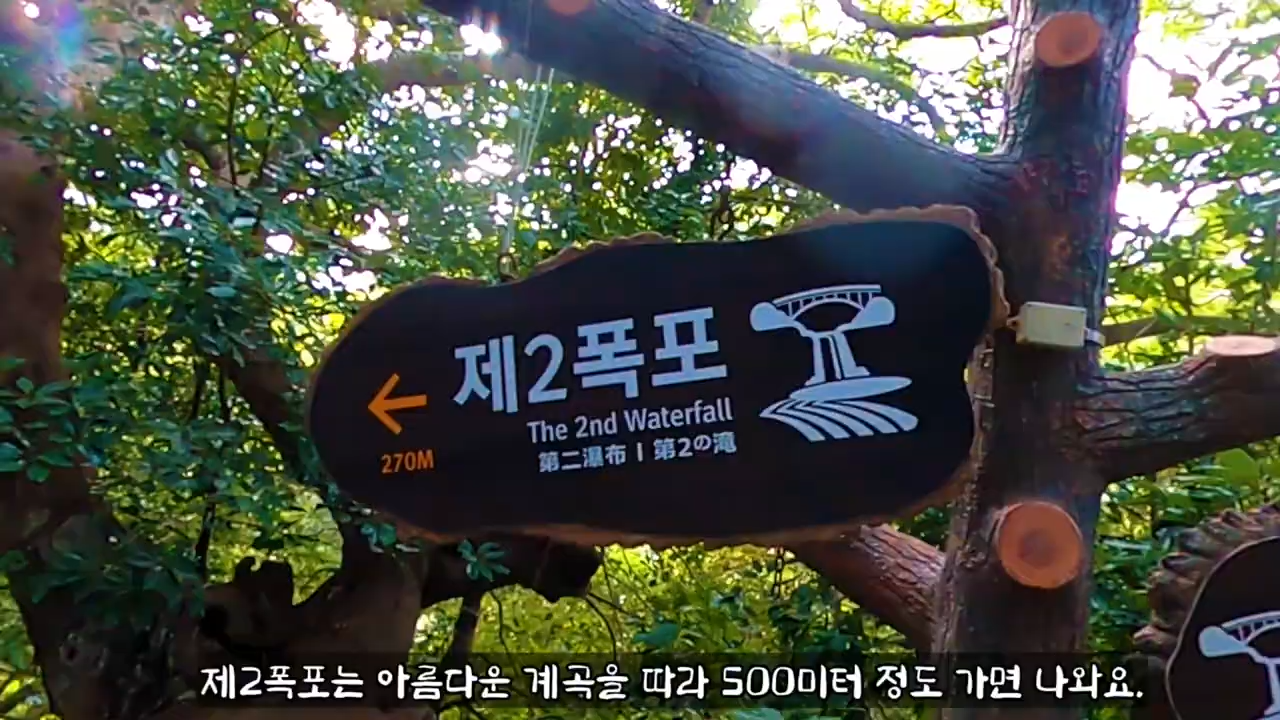 제2폭포
The 2nd Waterfall
第二瀑布 | 第2の滝
270M
제2폭포는 아름다운 계곡을 따라 500미터 정도 가면 나와요.